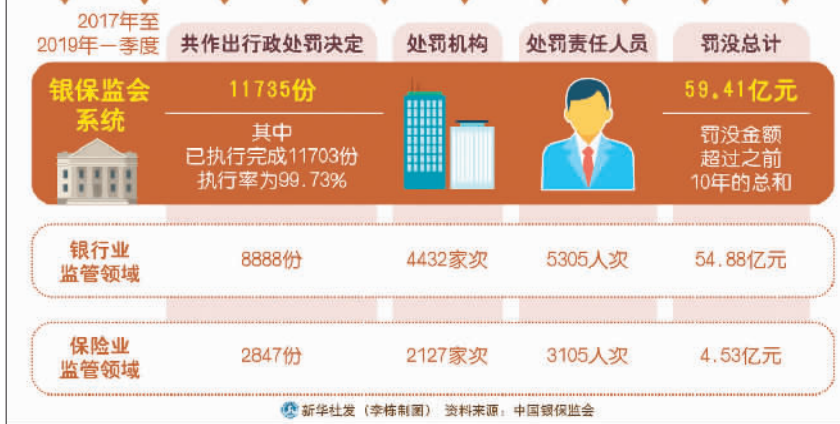 2017年至
2019年一季度
共作出行政处罚决定
处罚机构
处罚责任人员
罚没总计
银保监会
系统
11735份
其中
已执行完成11703份
执行率为99.73%
59.41亿元
罚没金额
超过之前
10年的总和
银行业
监管领域
8888份
4432家次
5305人次
54.88亿元
保险业
监管领域
2847份
2127家次
3105人次
4.53亿元
新华社发（李栋制图） 资料来源：中国银保监会